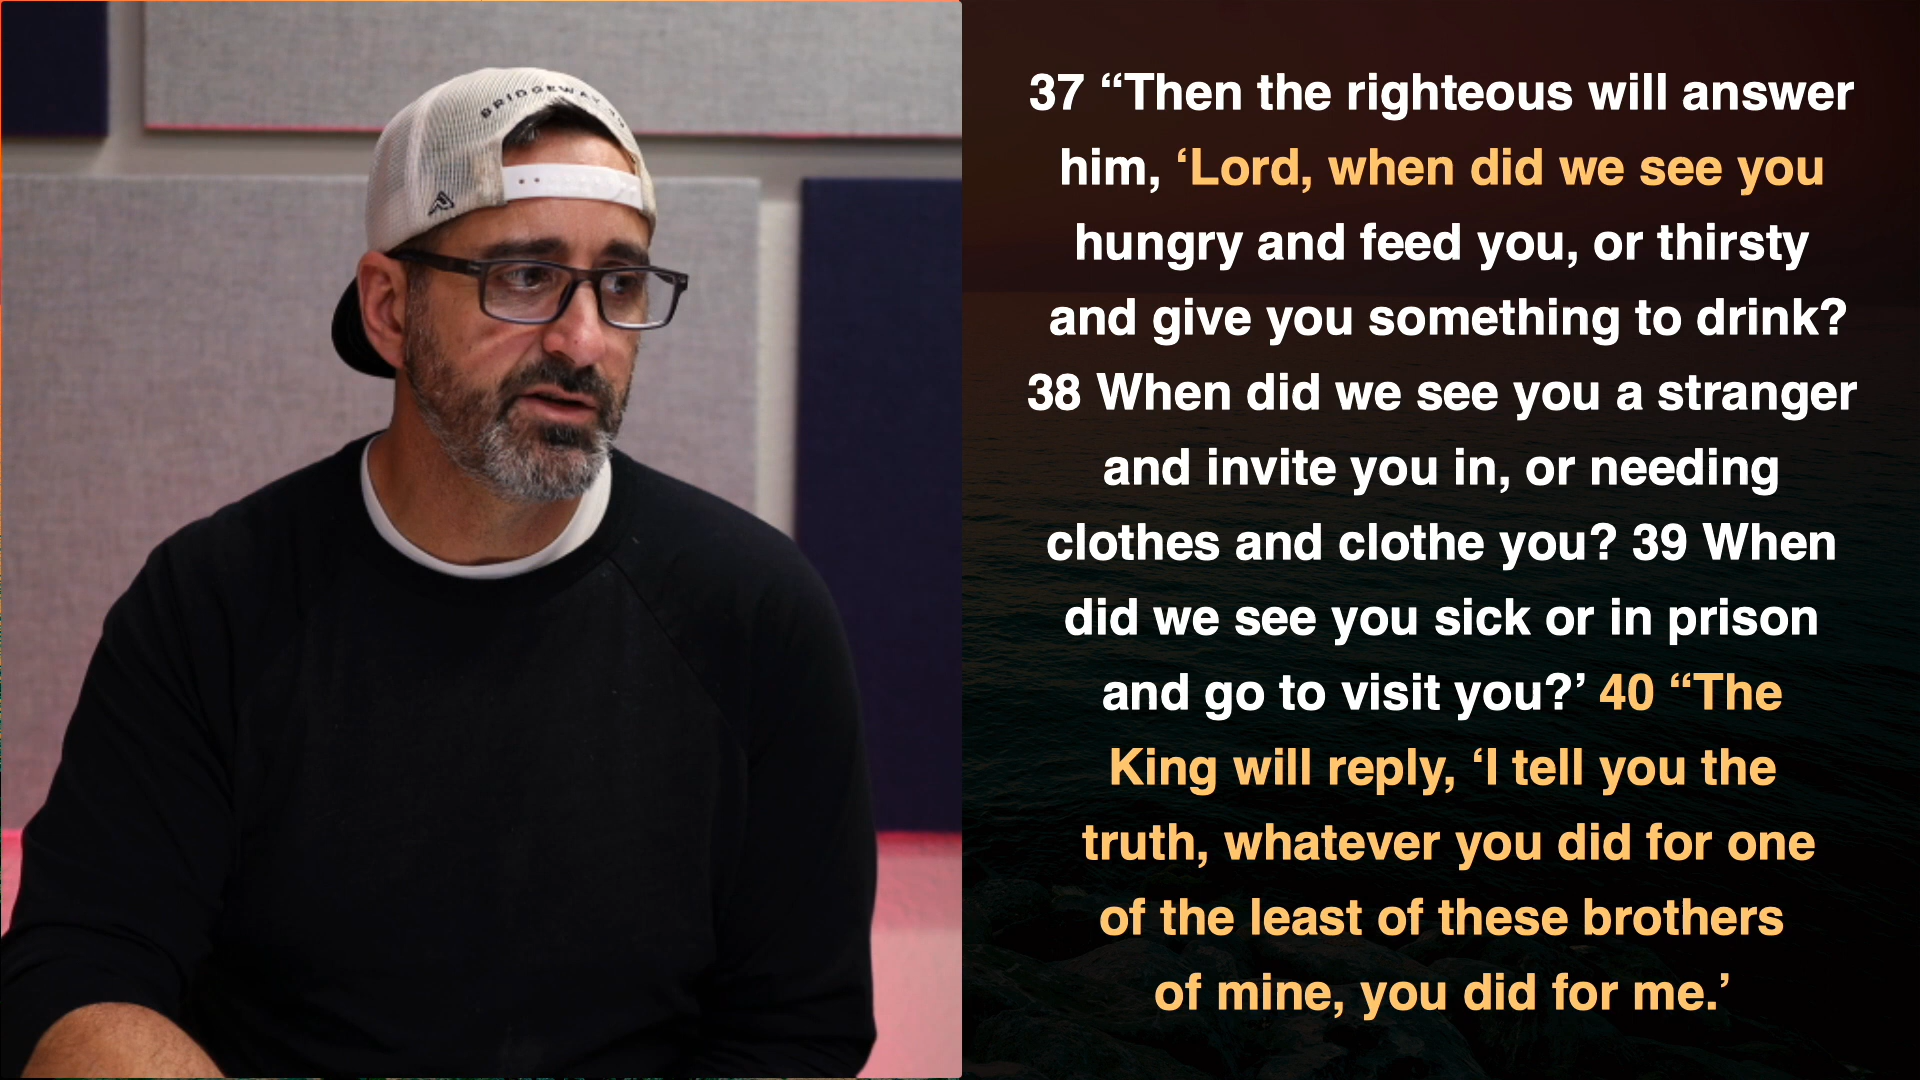 BRIDGEWAY
37 “Then the righteous will answer
him, ‘Lord, when did we see you
hungry and feed you, or thirsty
and give you something to drink?
38 When did we see you a stranger
and invite you in, or needing
clothes and clothe you? 39 When
did we see you sick or in prison
and go to visit you?’ 40 “The
King will reply, ‘I tell you the
truth, whatever you did for one
of the least of these brothers
of mine, you did for me.’